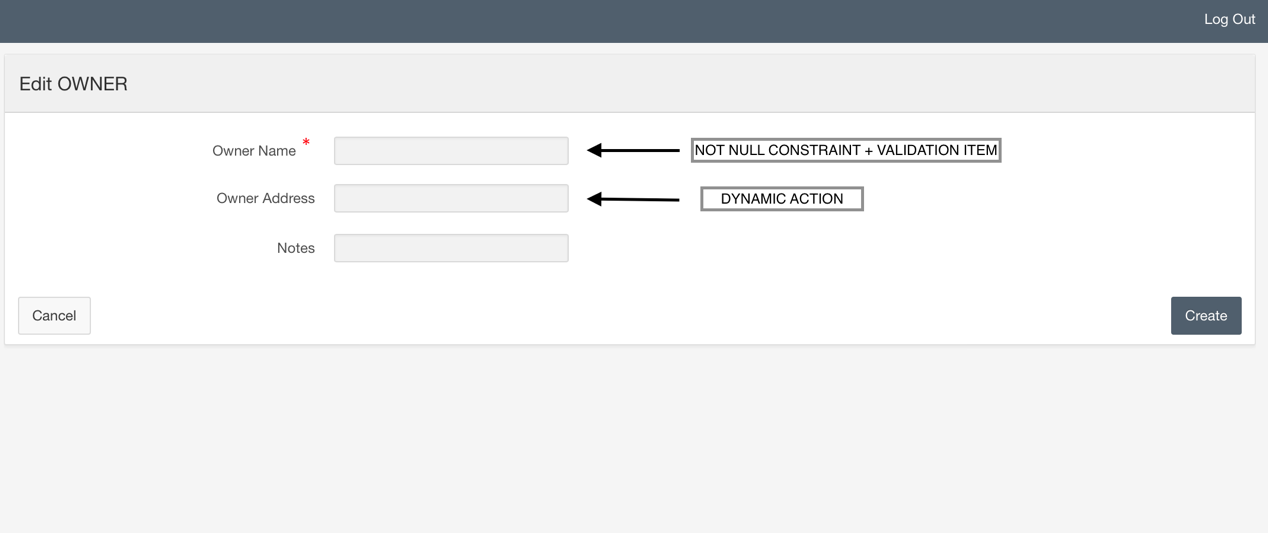 Log Out
Edit OWNER
Owner Name *
NOT NULL CONSTRAINT + VALIDATION ITEM
Owner Address
DYNAMIC ACTION
Notes
Cancel
Create